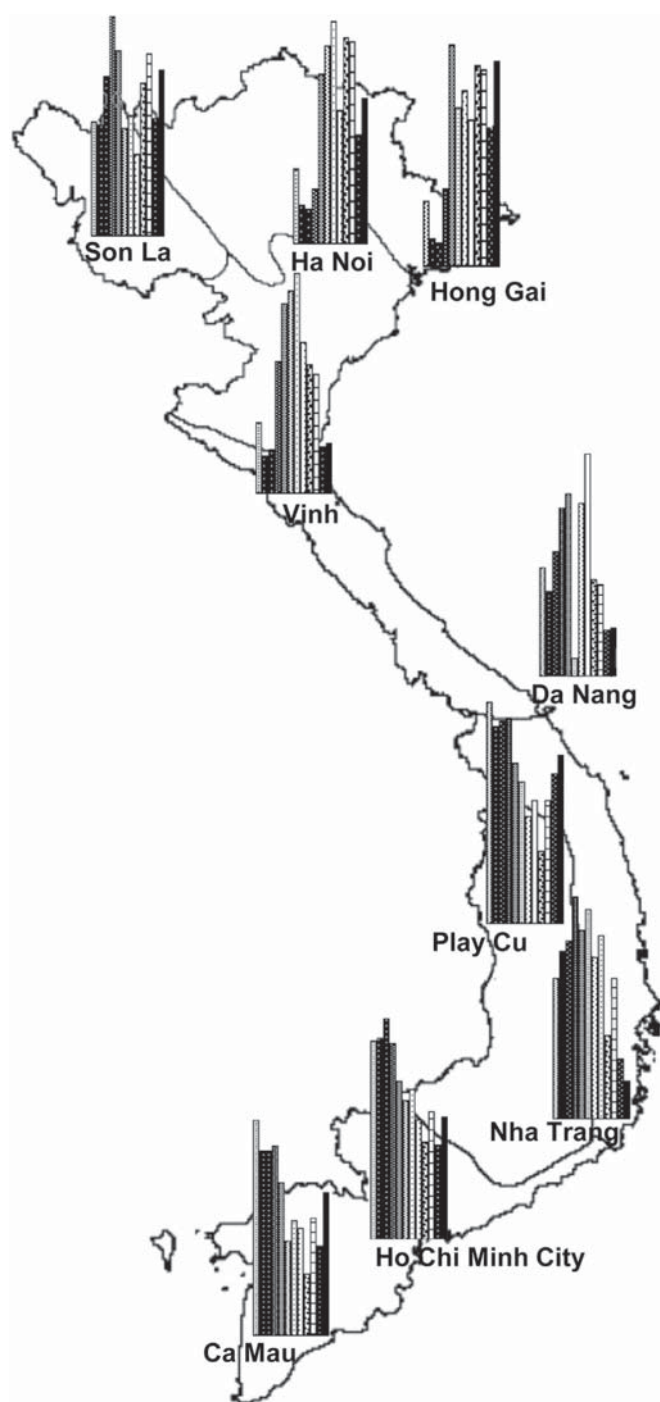 Son La
Ha Noi
Hong Gai
Vinh
Da Nang
Play Cu
Nha Trang
Ho Chi Minh City
Ca Mau